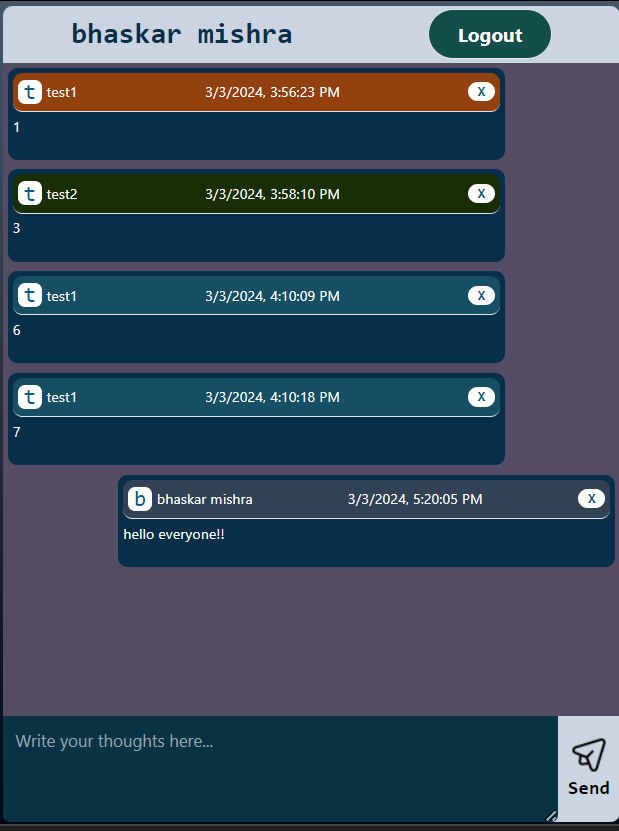 bhaskar mishra Logout
t test1 3/3/2024, 3:56:23 PM X
1
t test2 3/3/2024, 3:58:10 PM X
3
t test1 3/3/2024, 4:10:09 PM X
6
t test1 3/3/2024, 4:10:18 PM X
7
b bhaskar mishra 3/3/2024, 5:20:05 PM X
hello everyone!!
Write your thoughts here...
Send